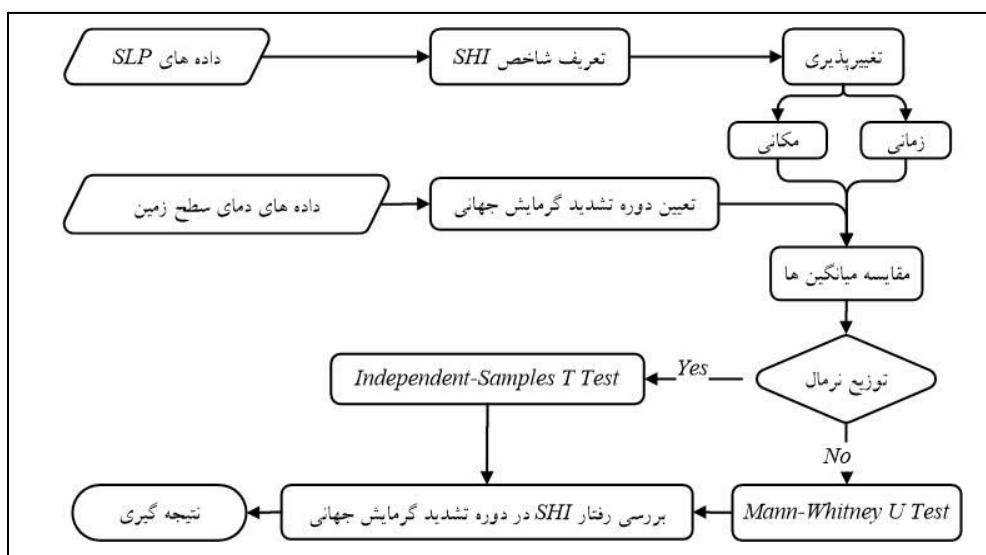 داده های SLP
تعریف شاخص SHI
تغییرپذیری
مکانی
زمانی
داده های دمای سطح زمین
تعیین دوره تشدید گرمایش جهانی
مقایسه میانگین ها
توزیع نرمال
Yes
Independent-Samples T Test
No
Mann-Whitney U Test
بررسی رفتار SHI در دوره تشدید گرمایش جهانی
نتیجه گیری